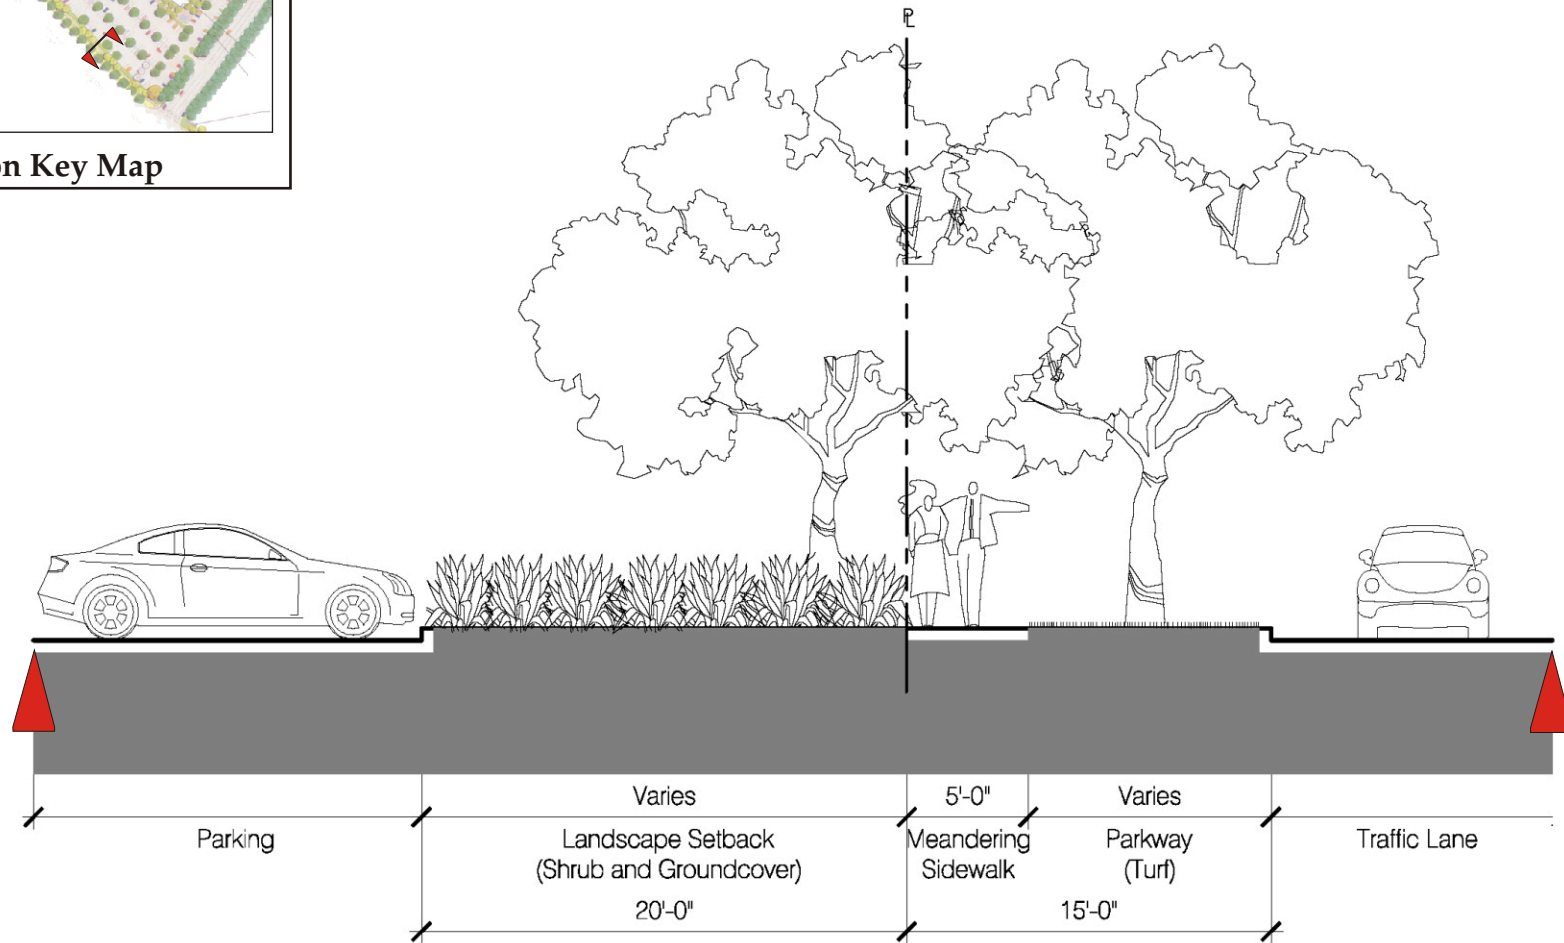 ℄
on Key Map
Varies
5'-0"
Varies
Parking
Landscape Setback
(Shrub and Groundcover)
Meandering
Sidewalk
Parkway
(Turf)
Traffic Lane
20'-0"
15'-0"